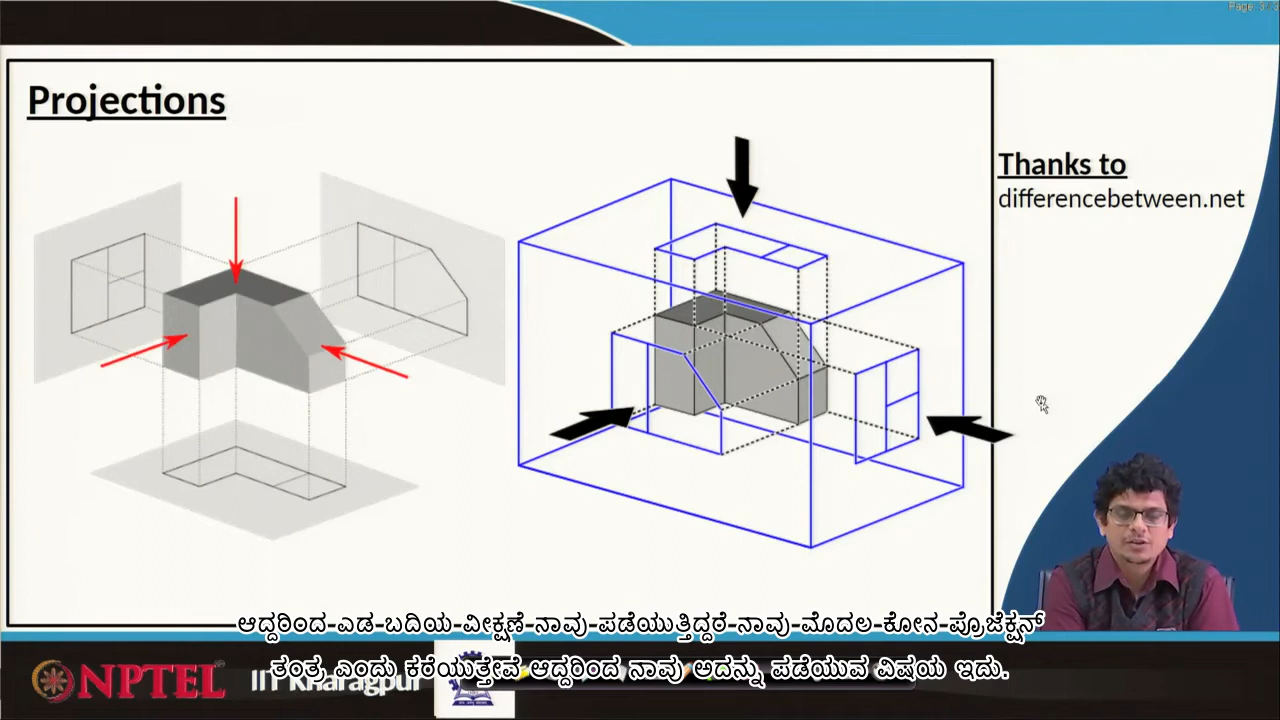 Projections
Thanks to
differencebetween.net
ಆದ್ದರಿಂದ-ಎಡ-ಬದಿಯ-ವೀಕ್ಷಣೆ-ನಾವು-ಪಡೆಯುತ್ತಿದ್ದರೆ-ನಾವು-ಮೊದಲ-ಕೋನ-ಪ್ರೊಜೆಕ್ಷನ್
ತಂತ್ರ ಎಂದು ಕರೆಯುತ್ತೇವೆ ಆದ್ದರಿಂದ ನಾವು ಅದನ್ನು ಪಡೆಯುವ ವಿಷಯ ಇದು.
NPTEL
IIT Kharagpur